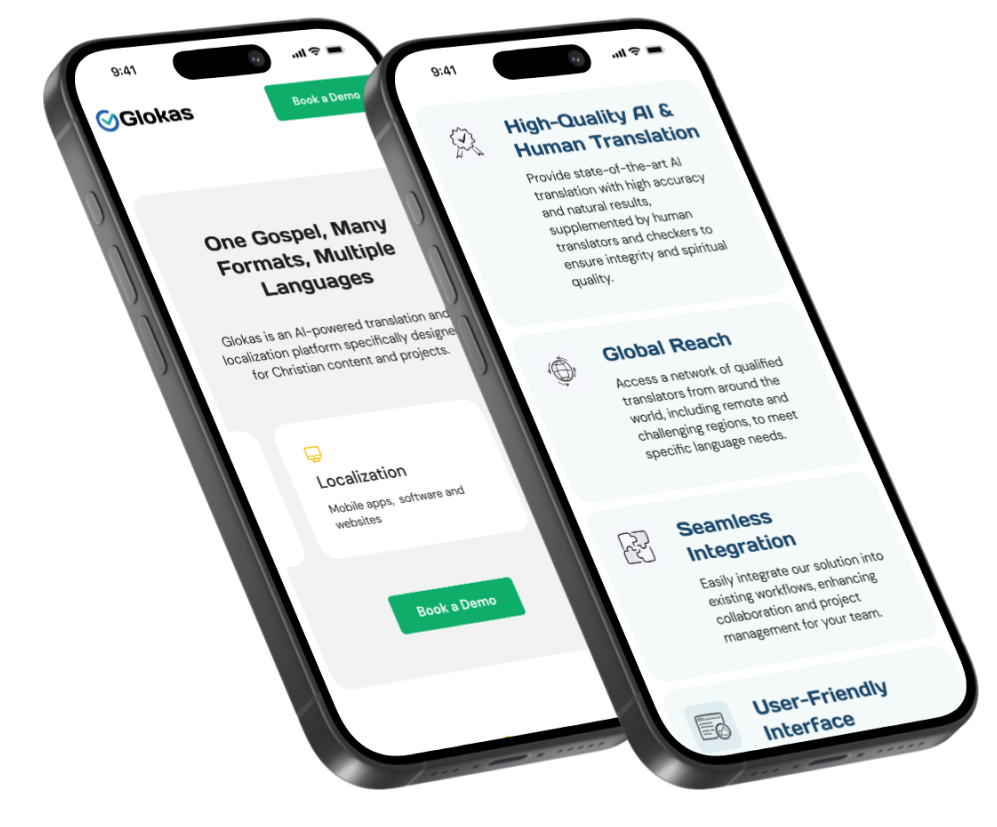 9:41
Glokas
Book a Demo
One Gospel, Many
Formats, Multiple
Languages
Glokas is an AI-powered translation and
localization platform specifically designe
for Christian content and projects.
Localization
Mobile apps, software and
websites
Book a Demo
9:41
High-Quality AI &
Human Translation
Provide state-of-the-art AI
translation with high accuracy
and natural results,
supplemented by human
translators and checkers to
ensure integrity and spiritual
quality.
Global Reach
Access a network of qualified
translators from around the
world, including remote and
challenging regions, to meet
specific language needs.
Seamless
Integration
Easily integrate our solution into
existing workflows, enhancing
collaboration and project
management for your team.
User-Friendly
Interface